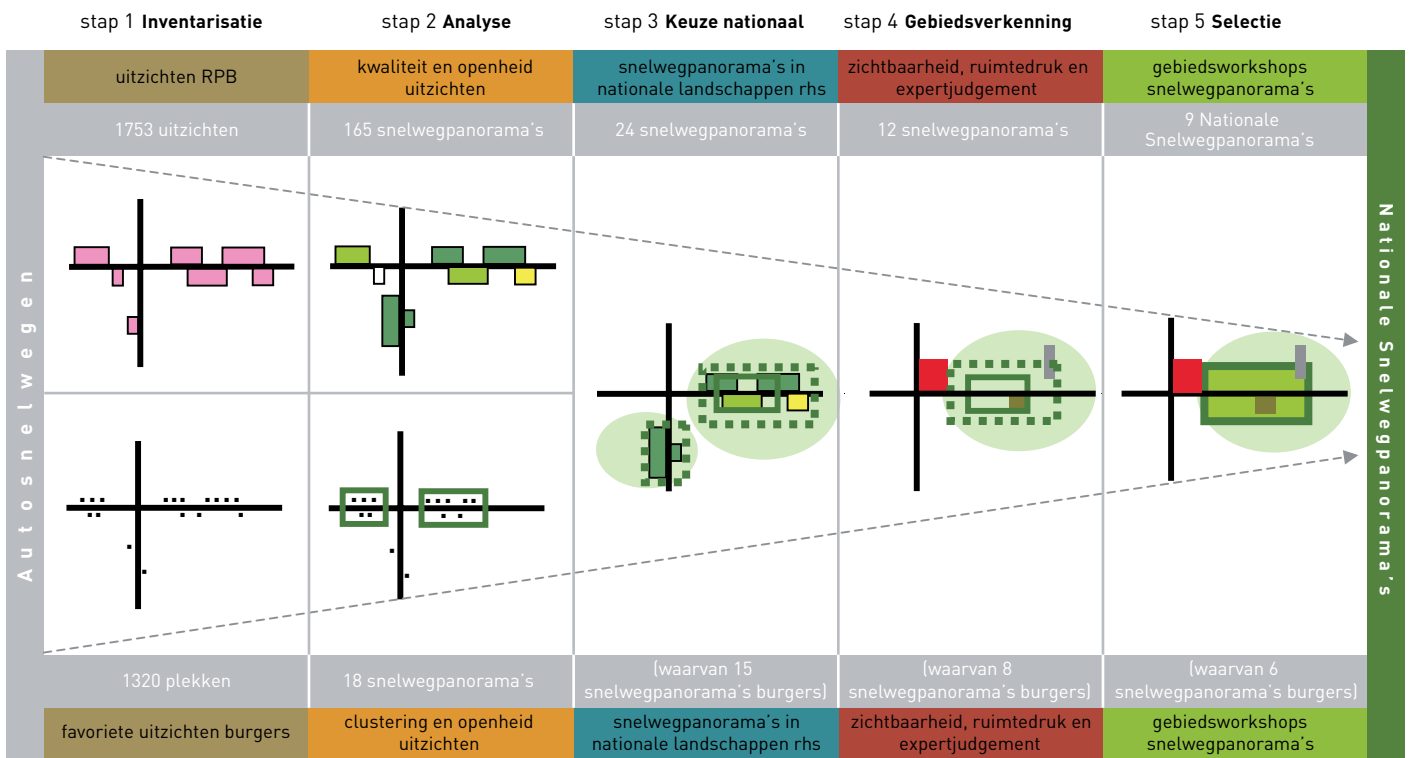 stap 1 Inventarisatie
stap 2 Analyse
stap 3 Keuze nationaal
stap 4 Gebiedsverkenning
stap 5 Selectie
uitzichten RPB
kwaliteit en openheid
uitzichten
snelwegpanorama's in
nationale landschappen rhs
zichtbaarheid, ruimtedruk en
expertjudgement
gebiedsworkshops
snelwegpanorama's
1753 uitzichten
165 snelwegpanorama's
24 snelwegpanorama's
12 snelwegpanorama's
9 Nationale
Snelwegpanorama's
Autosnelwegen
Nationale Snelwegpanorama's
1320 plekken
18 snelwegpanorama's
(waarvan 15
snelwegpanorama's burgers)
(waarvan 8
snelwegpanorama's burgers)
(waarvan 6
snelwegpanorama's burgers)
favoriete uitzichten burgers
clustering en openheid
uitzichten
snelwegpanorama's in
nationale landschappen rhs
zichtbaarheid, ruimtedruk en
expertjudgement
gebiedsworkshops
snelwegpanorama's